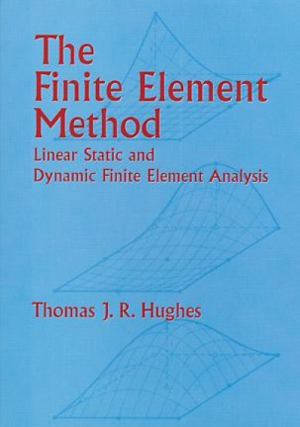 The
Finite Element
Method
Linear Static and
Dynamic Finite Element Analysis
Thomas J. R. Hughes